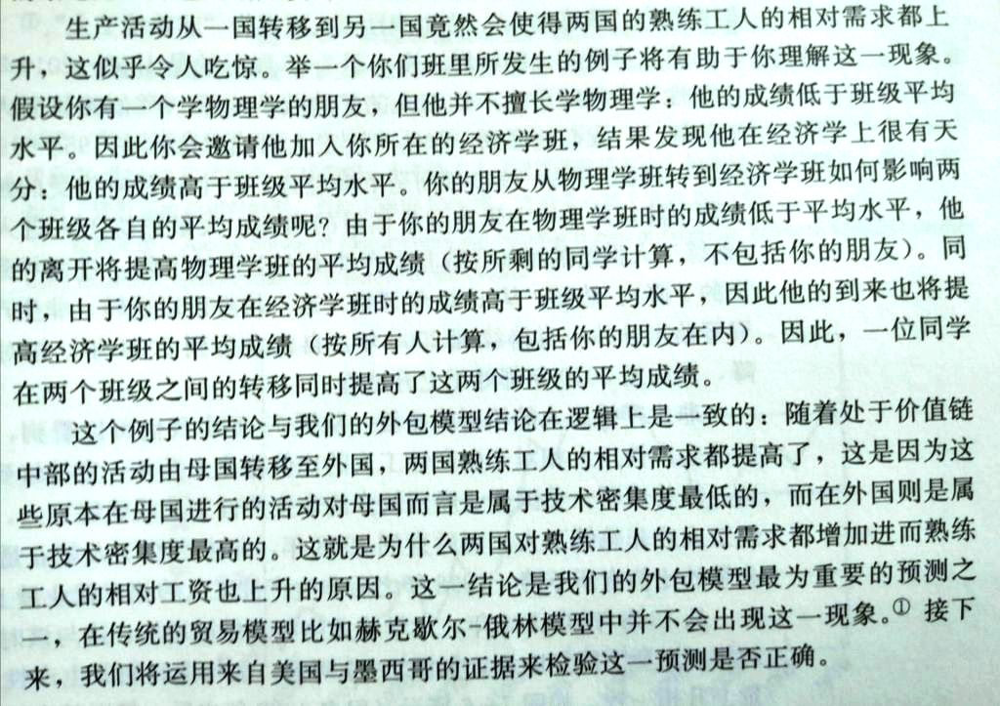 生产活动从一国转移到另一国竟然会使得两国的熟练工人的相对需求都上
升，这似乎令人吃惊。举一个你们班里所发生的例子将有助于你理解这一现象。
假设你有一个学物理学的朋友，但他并不擅长学物理学：他的成绩低于班级平均
水平。因此你会邀请他加入你所在的经济学班，结果发现他在经济学上很有天
分：他的成绩高于班级平均水平。你的朋友从物理学班转到经济学班如何影响两
个班级各自的平均成绩呢？由于你的朋友在物理学班时的成绩低于平均水平，他
的离开将提高物理学班的平均成绩（按所剩的同学计算，不包括你的朋友）。同
时，由于你的朋友在经济学班时的成绩高于班级平均水平，因此他的到来也将提
高经济学班的平均成绩（按所有人计算，包括你的朋友在内）。因此，一位同学
在两个班级之间的转移同时提高了这两个班级的平均成绩。
这个例子的结论与我们的外包模型结论在逻辑上是一致的：随着处于价值链
中部的活动由母国转移至外国，两国熟练工人的相对需求都提高了，这是因为这
些原本在母国进行的活动对母国而言是属于技术密集度最低的，而在外国则是属
于技术密集度最高的。这就是为什么两国对熟练工人的相对需求都增加进而熟练
工人的相对工资也上升的原因。这一结论是我们的外包模型最为重要的预测之
一，在传统的贸易模型比如赫克歇尔-俄林模型中并不会出现这一现象。① 接下
来，我们将运用来自美国与墨西哥的证据来检验这一预测是否正确。